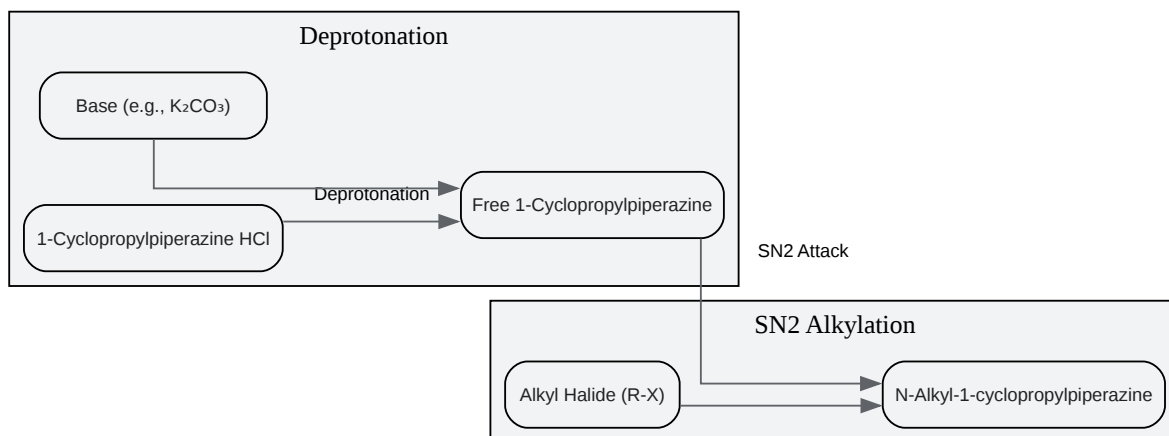 Deprotonation
Base (e.g., K₂CO₃)
Deprotonation
1-Cyclopropylpiperazine HCl
Free 1-Cyclopropylpiperazine
SN2 Attack
SN2 Alkylation
Alkyl Halide (R-X)
N-Alkyl-1-cyclopropylpiperazine